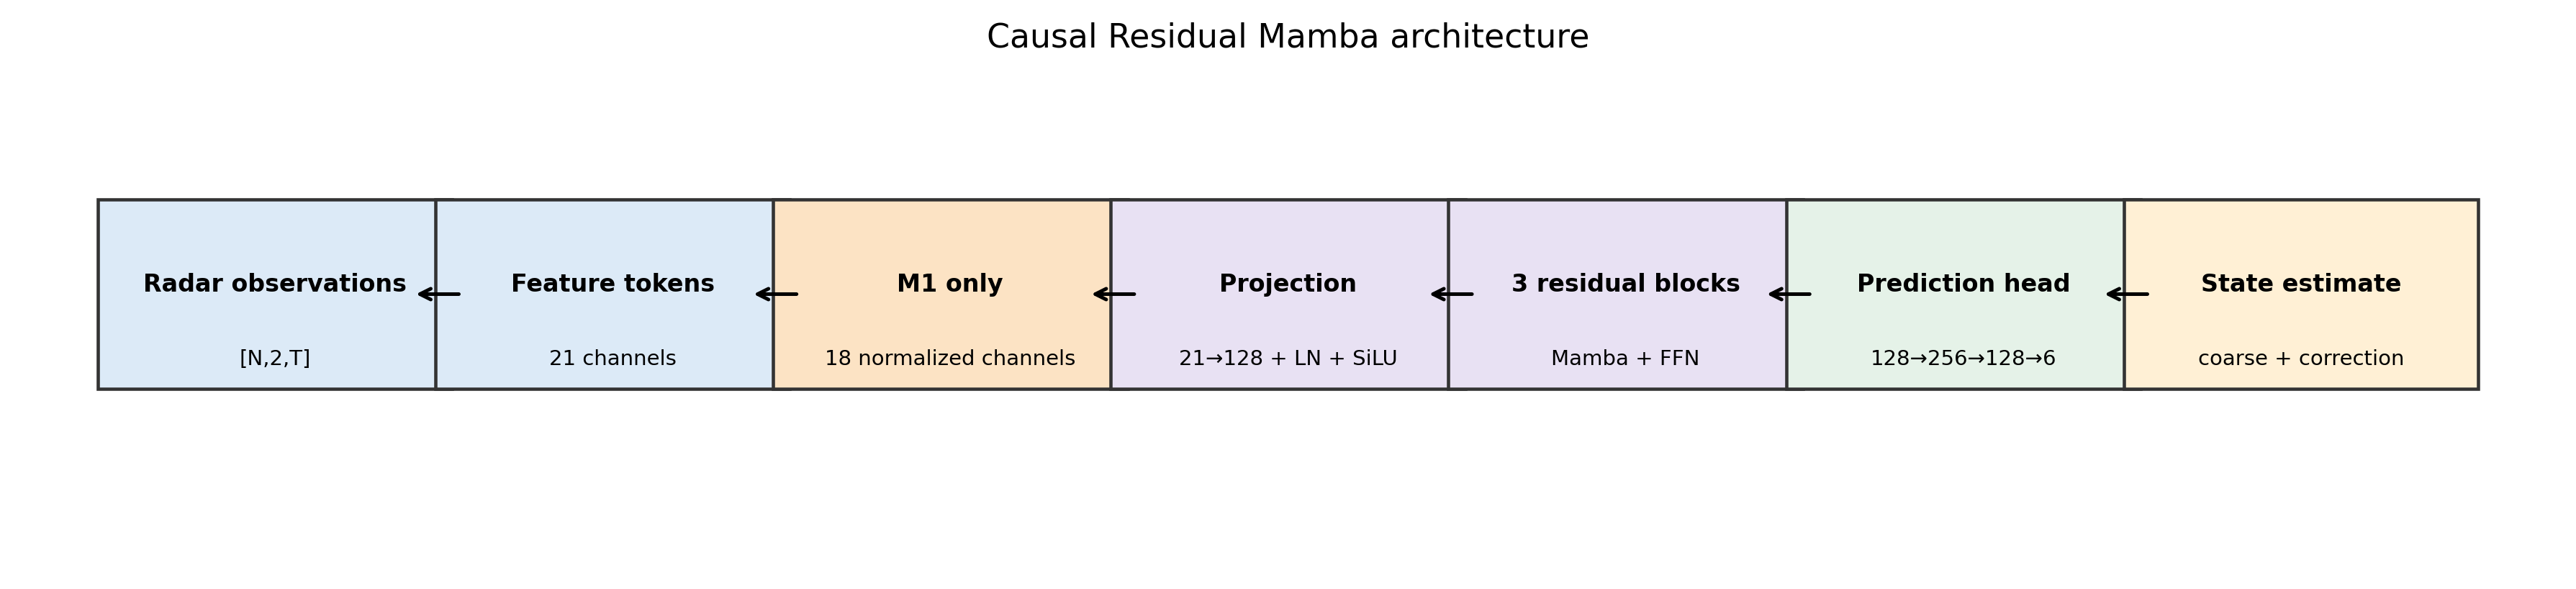 Causal Residual Mamba architecture
Radar observations
[N,2,T]
Feature tokens
21 channels
M1 only
18 normalized channels
Projection
21→128 + LN + SiLU
3 residual blocks
Mamba + FFN
Prediction head
128→256→128→6
State estimate
coarse + correction